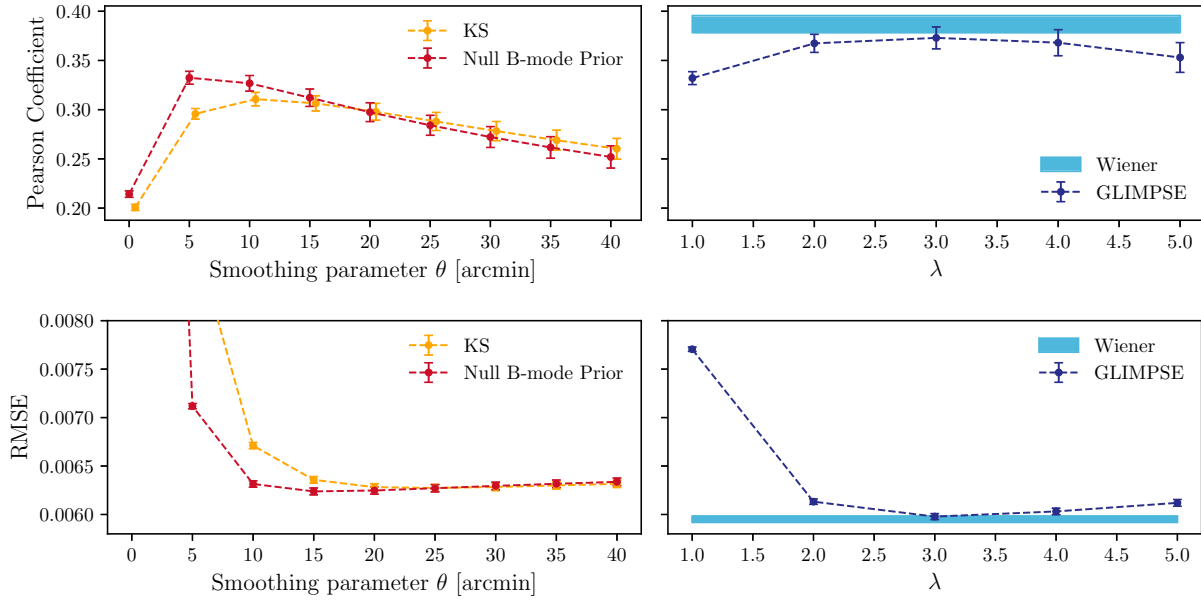 0.40
0.35
0.30
0.25
0.20
Pearson Coefficient
KS
Null B-mode Prior
0 5 10 15 20 25 30 35 40
Smoothing parameter θ [arcmin]
Wiener
GLIMPSE
1.0 1.5 2.0 2.5 3.0 3.5 4.0 4.5 5.0
λ
0.0080
0.0075
0.0070
0.0065
0.0060
RMSE
KS
Null B-mode Prior
0 5 10 15 20 25 30 35 40
Smoothing parameter θ [arcmin]
Wiener
GLIMPSE
1.0 1.5 2.0 2.5 3.0 3.5 4.0 4.5 5.0
λ